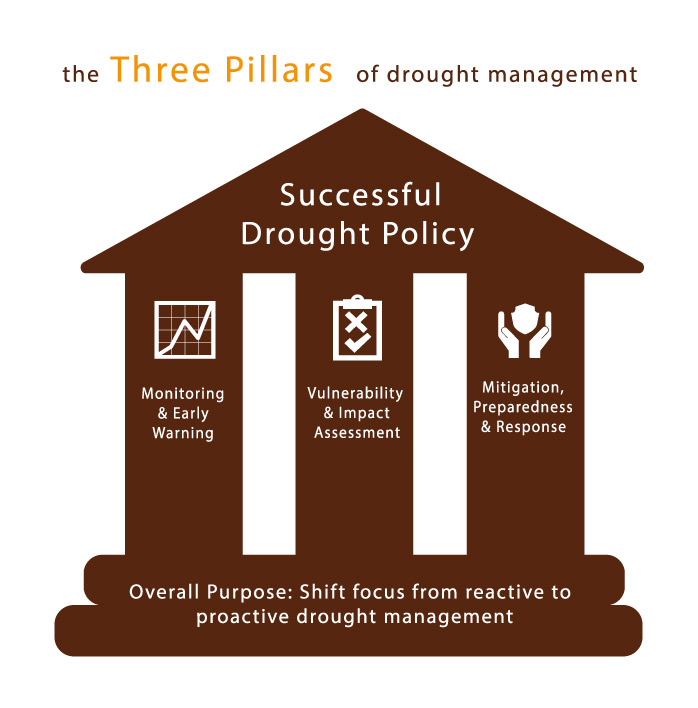 the Three Pillars of drought management
Successful
Drought Policy
Monitoring
& Early
Warning
Vulnerability
& Impact
Assessment
Mitigation,
Preparedness
& Response
Overall Purpose: Shift focus from reactive to
proactive drought management